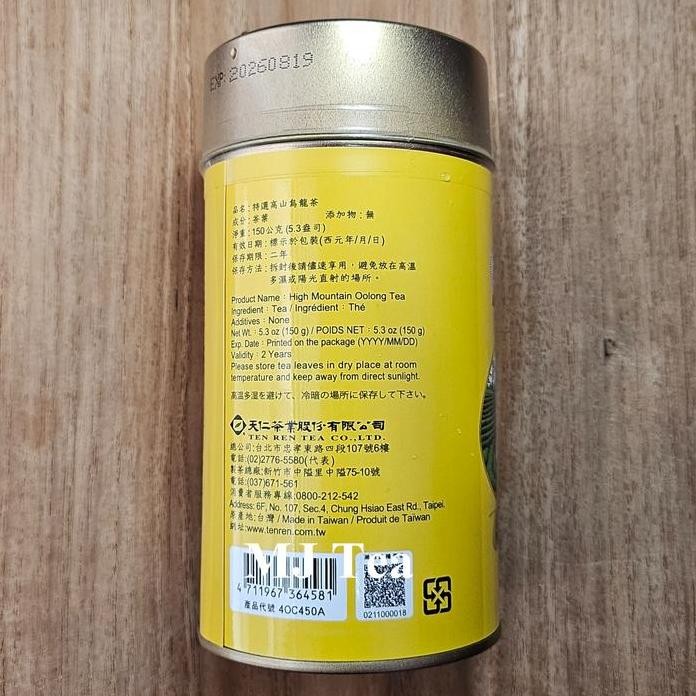 EXP:20260819
品名:特選高山烏龍茶
成份:茶葉 添加物:無
淨重:150公克(5.3盎司)
有效日期:標示於包裝(西元年/月/日)
保存期限:二年
保存方法:拆封後請儘速享用,避免放在高溫
多濕或陽光直射的場所。
Product Name:High Mountain Oolong Tea
Ingredient:Tea / Ingrédient:Thé
Additives:None
Net Wt.:5.3 oz (150 g) / POIDS NET:5.3 oz (150 g)
Exp. Date:Printed on the package (YYYY/MM/DD)
Validity:2 Years
Please store tea leaves in dry place at room
temperature and keep away from direct sunlight.
高温多湿を避けて、冷暗の場所に保存して下さい。
天仁茶業股份有限公司
TEN REN TEA CO.,LTD.
總公司:台北市忠孝東路四段107號6樓
電話:(02)2776-5580(代表)
製茶總廠:新竹市中隘里中隘75-10號
電話:(037)671-561
消費者服務專線:0800-212-542
Address: 6F, No. 107, Sec.4, Chung Hsiao East Rd., Taipei.
原產地:台灣 / Made in Taiwan / Produit de Taïwan
網址:www.tenren.com.tw
MJ Tea
4 711967 364581
產品代號 4OC450A
0211000018